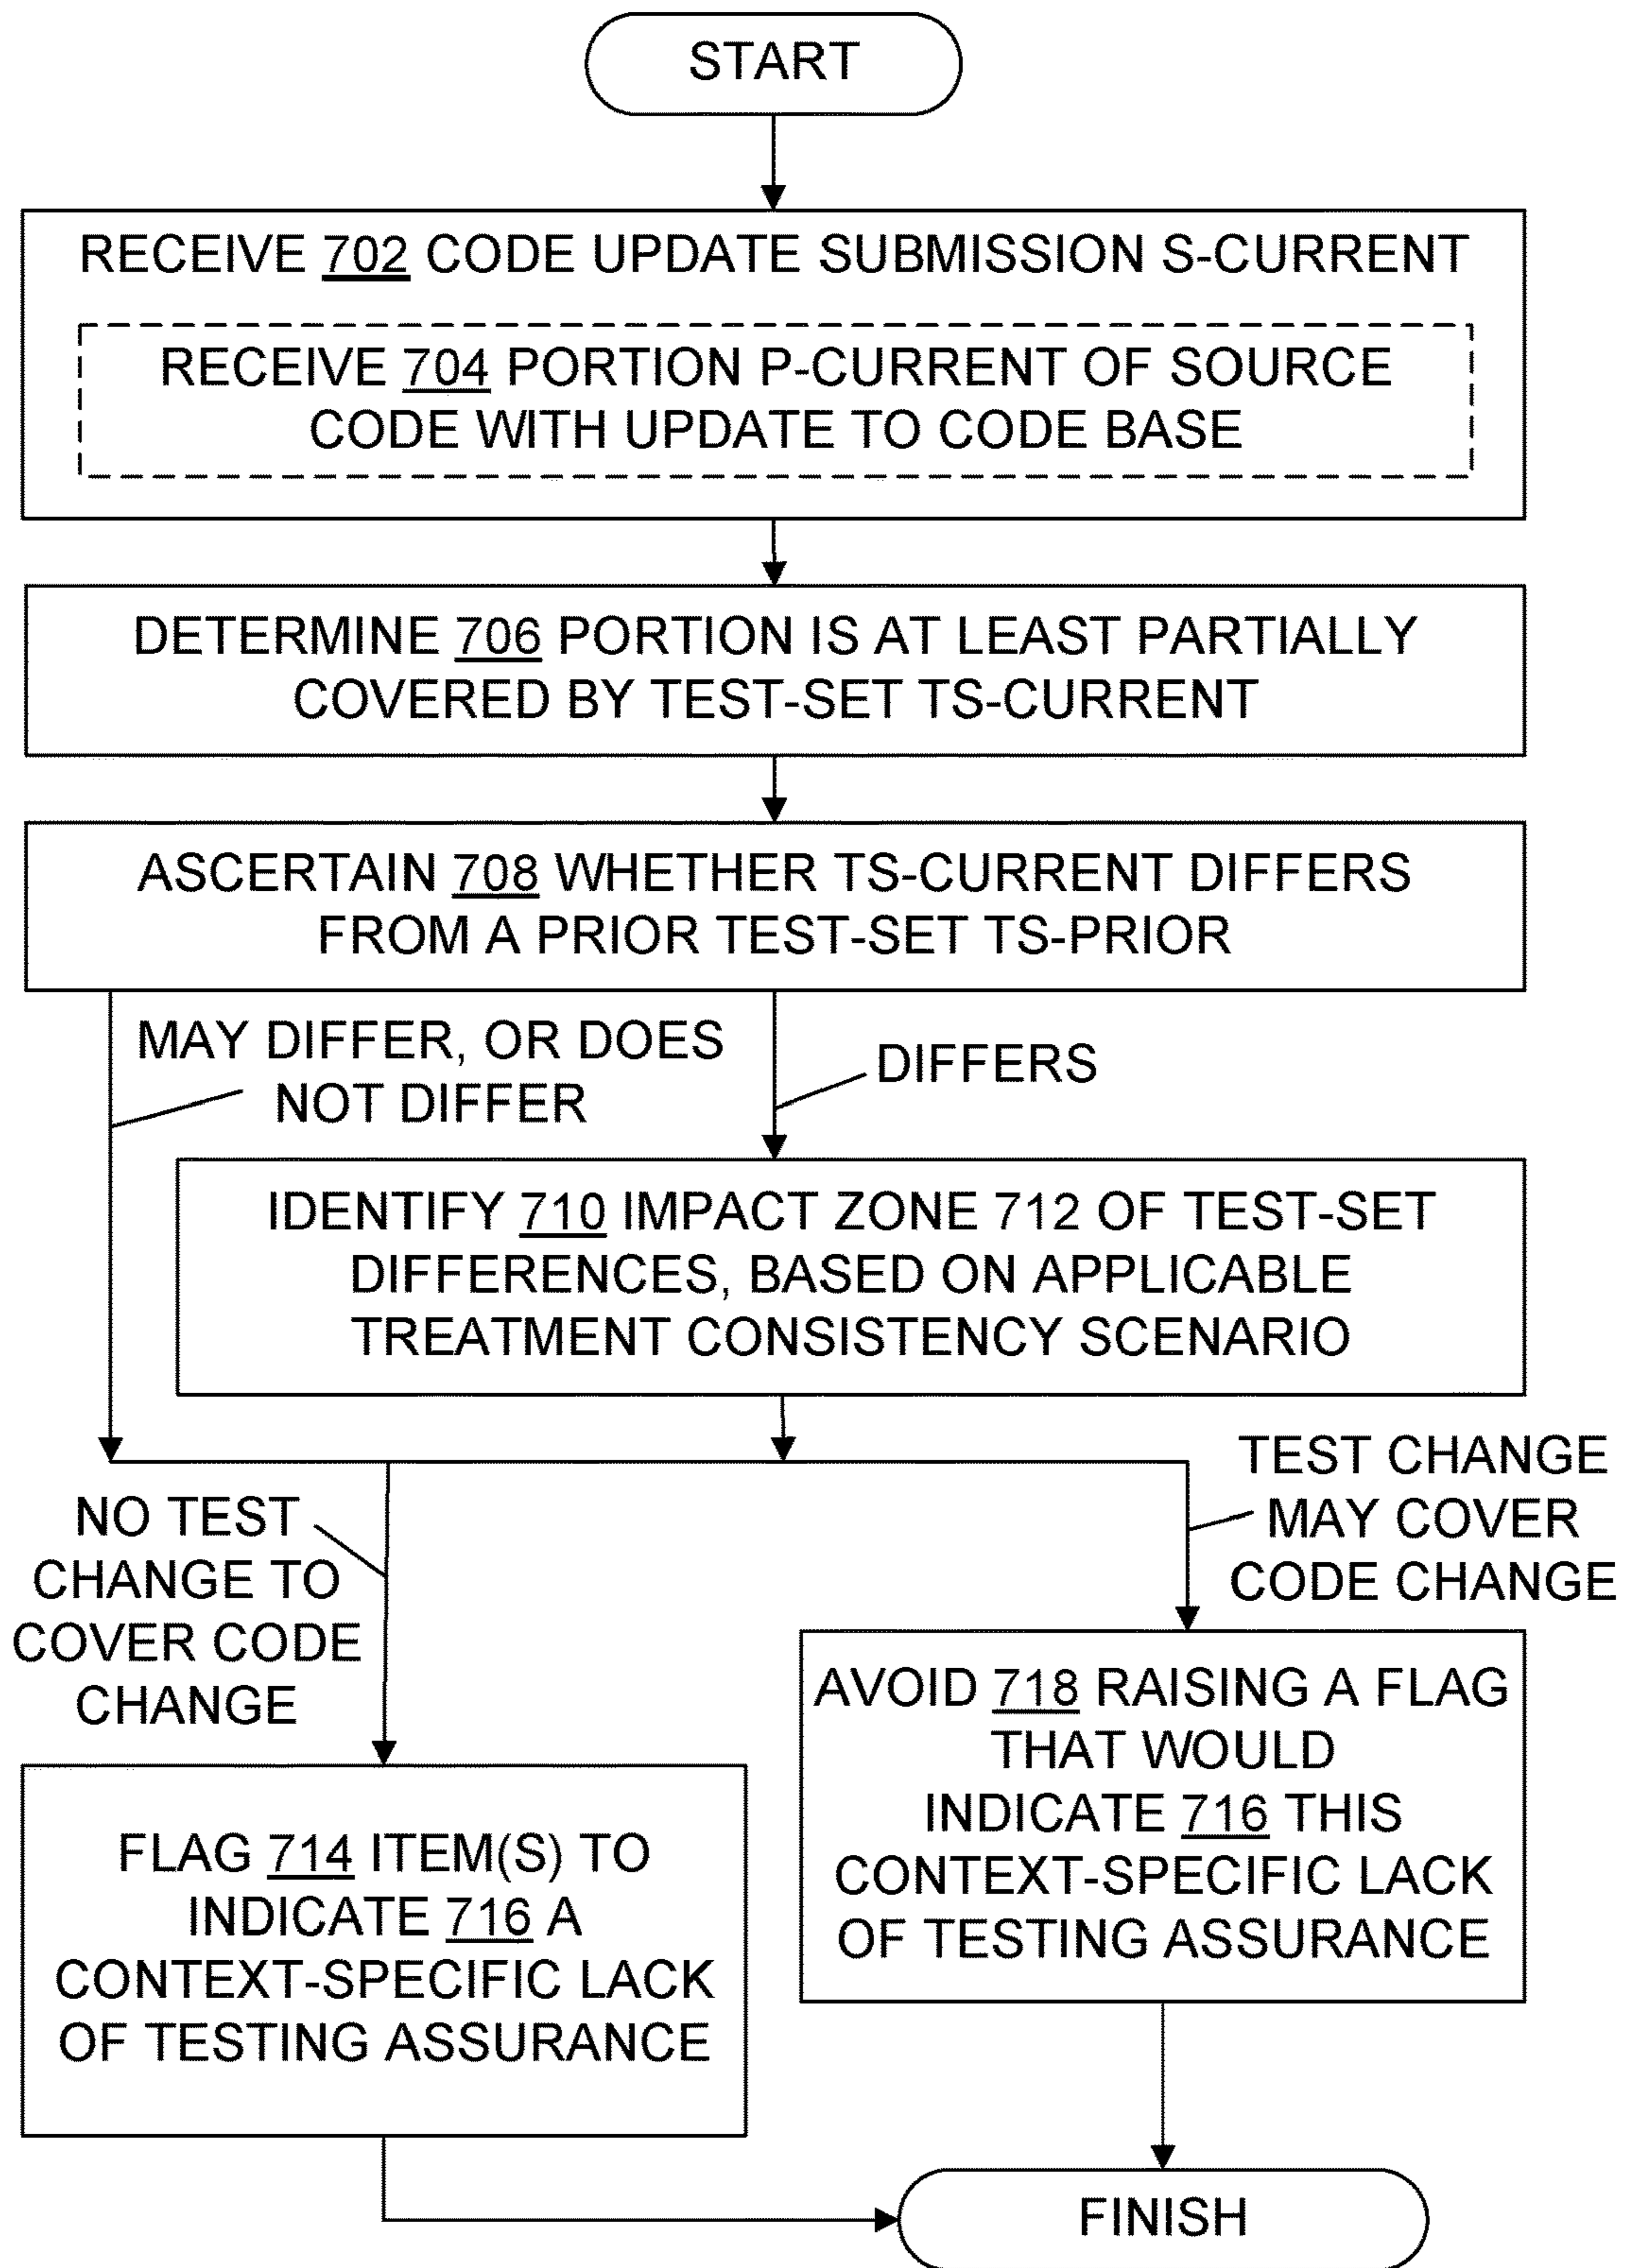 START
RECEIVE 702 CODE UPDATE SUBMISSION S-CURRENT
RECEIVE 704 PORTION P-CURRENT OF SOURCE
CODE WITH UPDATE TO CODE BASE
DETERMINE 706 PORTION IS AT LEAST PARTIALLY
COVERED BY TEST-SET TS-CURRENT
ASCERTAIN 708 WHETHER TS-CURRENT DIFFERS
FROM A PRIOR TEST-SET TS-PRIOR
MAY DIFFER, OR DOES
NOT DIFFER
DIFFERS
IDENTIFY 710 IMPACT ZONE 712 OF TEST-SET
DIFFERENCES, BASED ON APPLICABLE
TREATMENT CONSISTENCY SCENARIO
NO TEST
CHANGE TO
COVER CODE
CHANGE
TEST CHANGE
MAY COVER
CODE CHANGE
FLAG 714 ITEM(S) TO
INDICATE 716 A
CONTEXT-SPECIFIC LACK
OF TESTING ASSURANCE
AVOID 718 RAISING A FLAG
THAT WOULD
INDICATE 716 THIS
CONTEXT-SPECIFIC LACK
OF TESTING ASSURANCE
FINISH